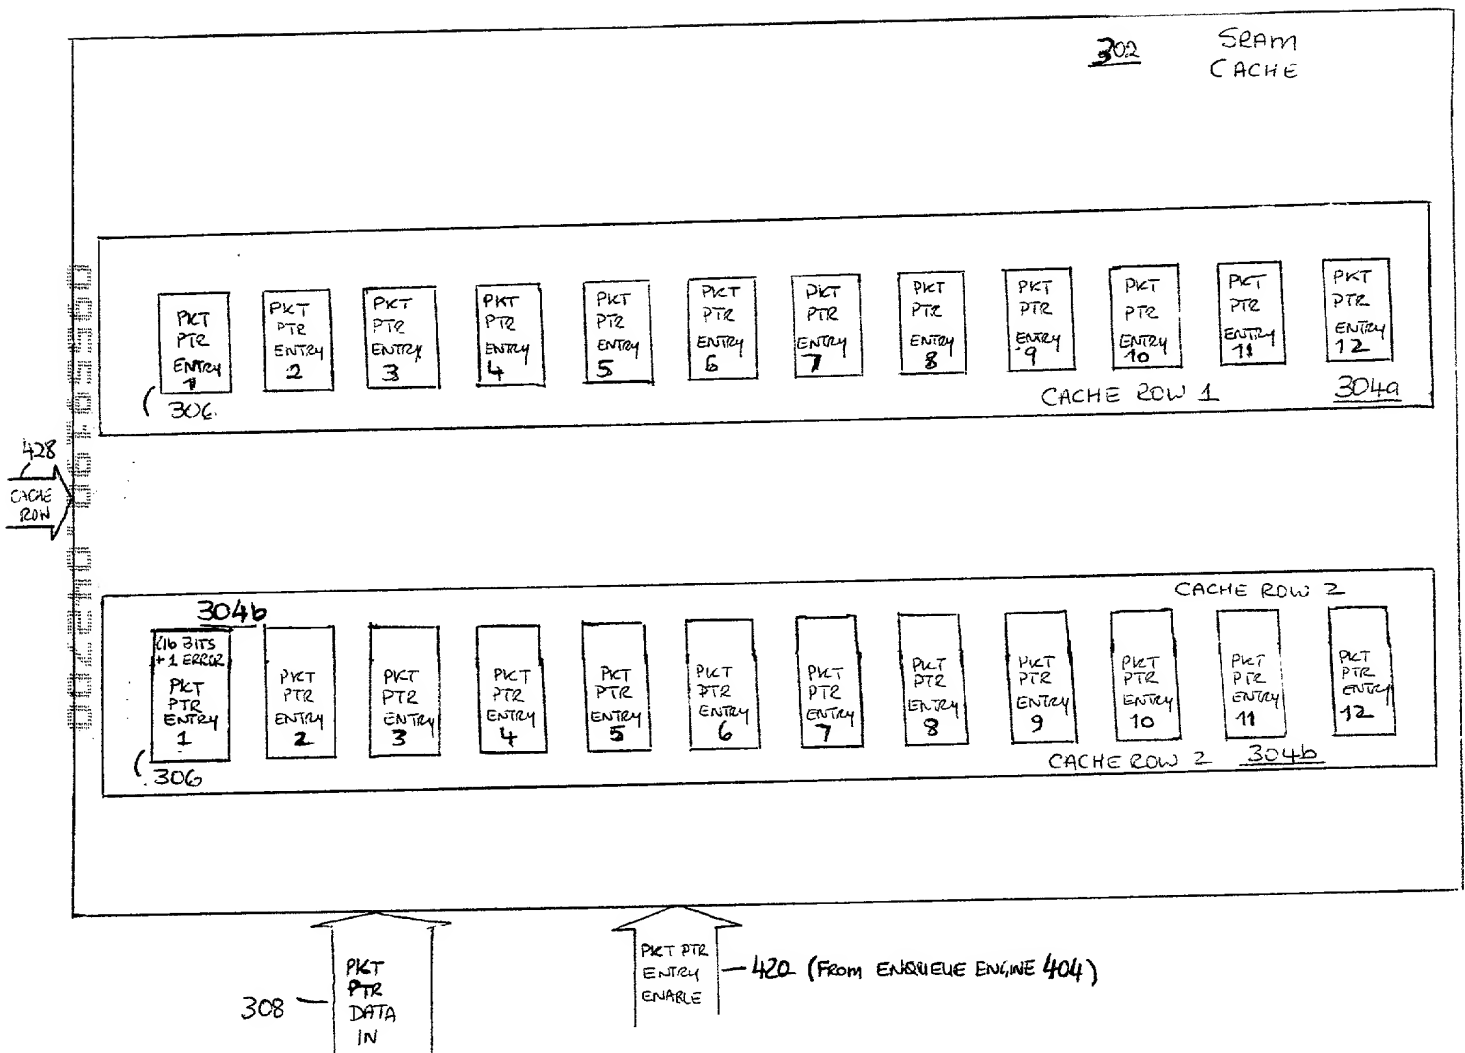 302
SRAM
CACHE
PKT
PTR
ENTRY
1
PKT
PTR
ENTRY
2
PKT
PTR
ENTRY
3
PKT
PTR
ENTRY
4
PKT
PTR
ENTRY
5
PKT
PTR
ENTRY
6
PKT
PTR
ENTRY
7
PKT
PTR
ENTRY
8
PKT
PTR
ENTRY
9
PKT
PTR
ENTRY
10
PKT
PTR
ENTRY
11
PKT
PTR
ENTRY
12
306
CACHE ROW 1
304a
428
CACHE
ROW
CACHE ROW 2
304b
PKT
PTR
ENTRY
1
PKT
PTR
ENTRY
2
PKT
PTR
ENTRY
3
PKT
PTR
ENTRY
4
PKT
PTR
ENTRY
5
PKT
PTR
ENTRY
6
PKT
PTR
ENTRY
7
PKT
PTR
ENTRY
8
PKT
PTR
ENTRY
9
PKT
PTR
ENTRY
10
PKT
PTR
ENTRY
11
PKT
PTR
ENTRY
12
BITS
+ 1 ERROR
306
CACHE ROW 2 304b
PKT
PTR
DATA
IN
308
PKT PTR
ENTRY
ENABLE
420 (FROM ENQUEUE ENGINE 404)